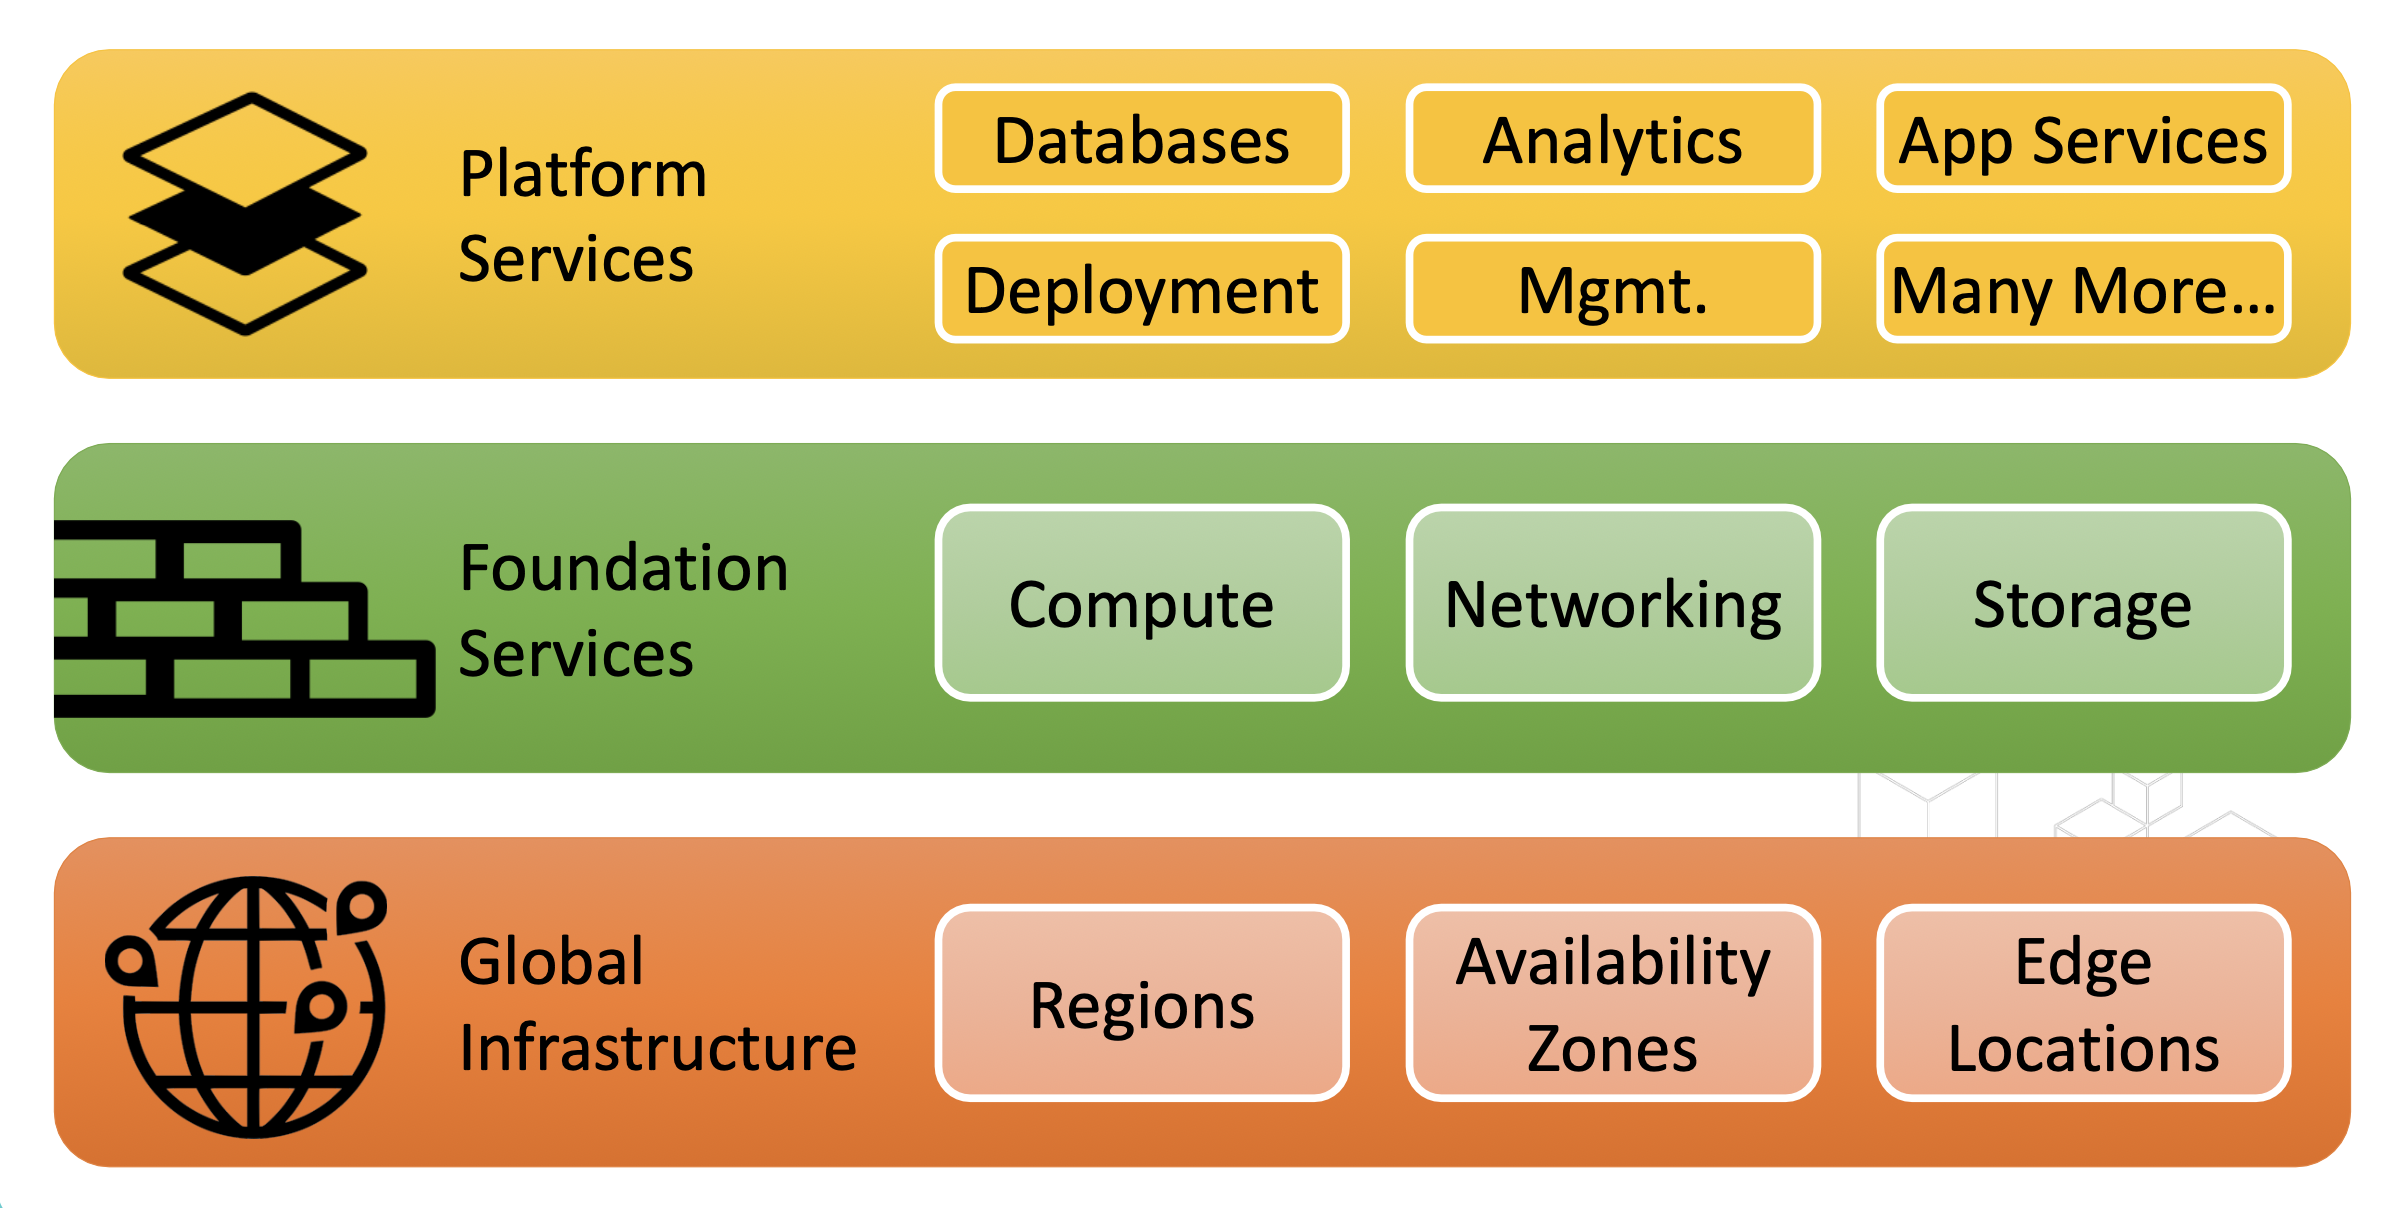 Platform
Services
Databases
Analytics
App Services
Deployment
Mgmt.
Many More...
Foundation
Services
Compute
Networking
Storage
Global
Infrastructure
Regions
Availability
Zones
Edge
Locations